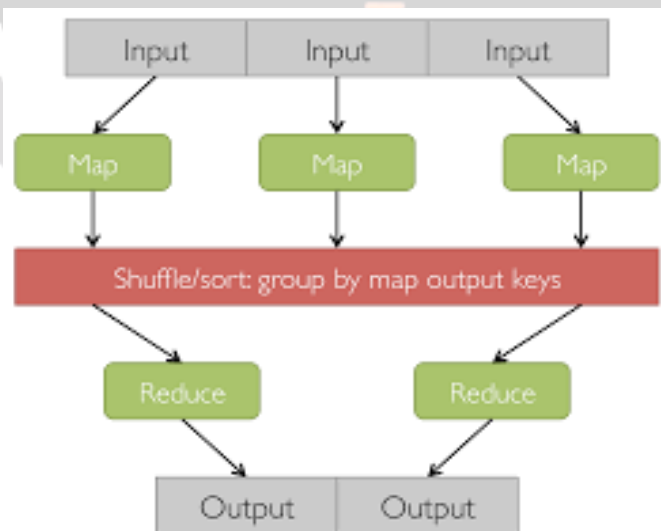 Input Input Input
Map Map Map
Shuffle/sort: group by map output keys
Reduce Reduce
Output Output